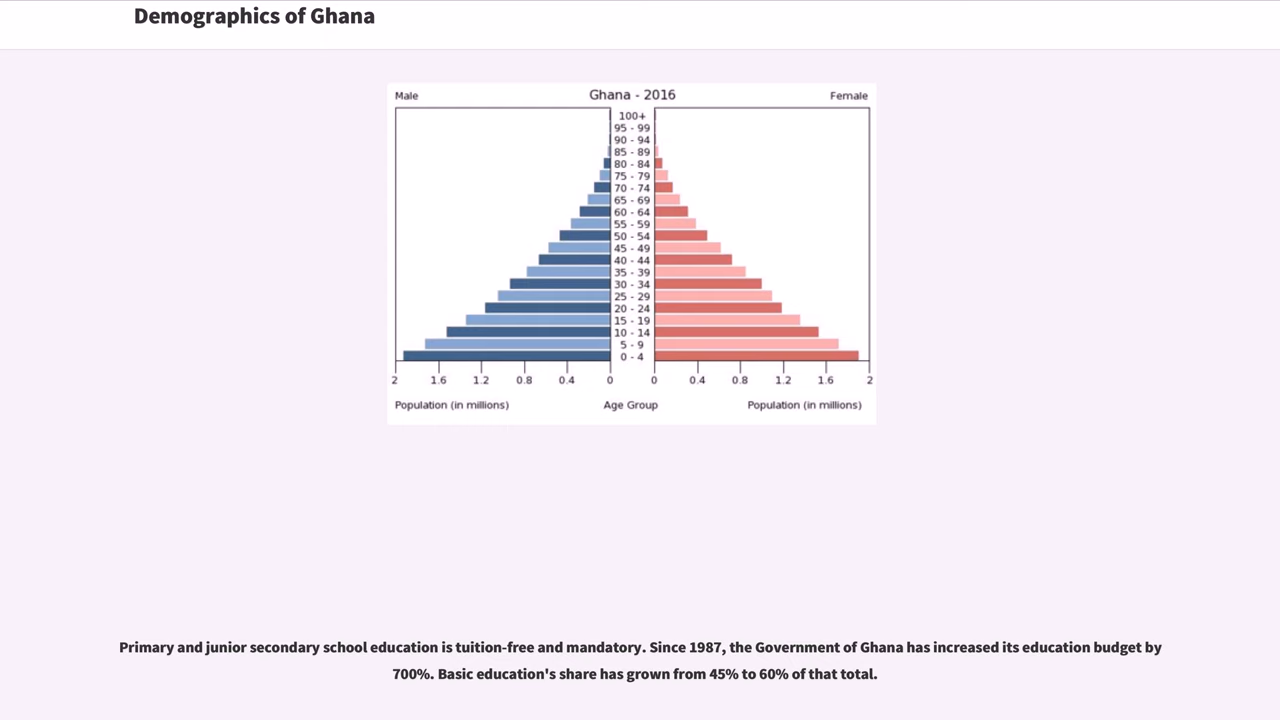 Demographics of Ghana
Male Ghana - 2016 Female
100+
95 - 99
90 - 94
85 - 89
80 - 84
75 - 79
70 - 74
65 - 69
60 - 64
55 - 59
50 - 54
45 - 49
40 - 44
35 - 39
30 - 34
25 - 29
20 - 24
15 - 19
10 - 14
5 - 9
0 - 4
2 1.6 1.2 0.8 0.4 0 0 0.4 0.8 1.2 1.6 2
Population (in millions) Age Group Population (in millions)
Primary and junior secondary school education is tuition-free and mandatory. Since 1987, the Government of Ghana has increased its education budget by
700%. Basic education's share has grown from 45% to 60% of that total.